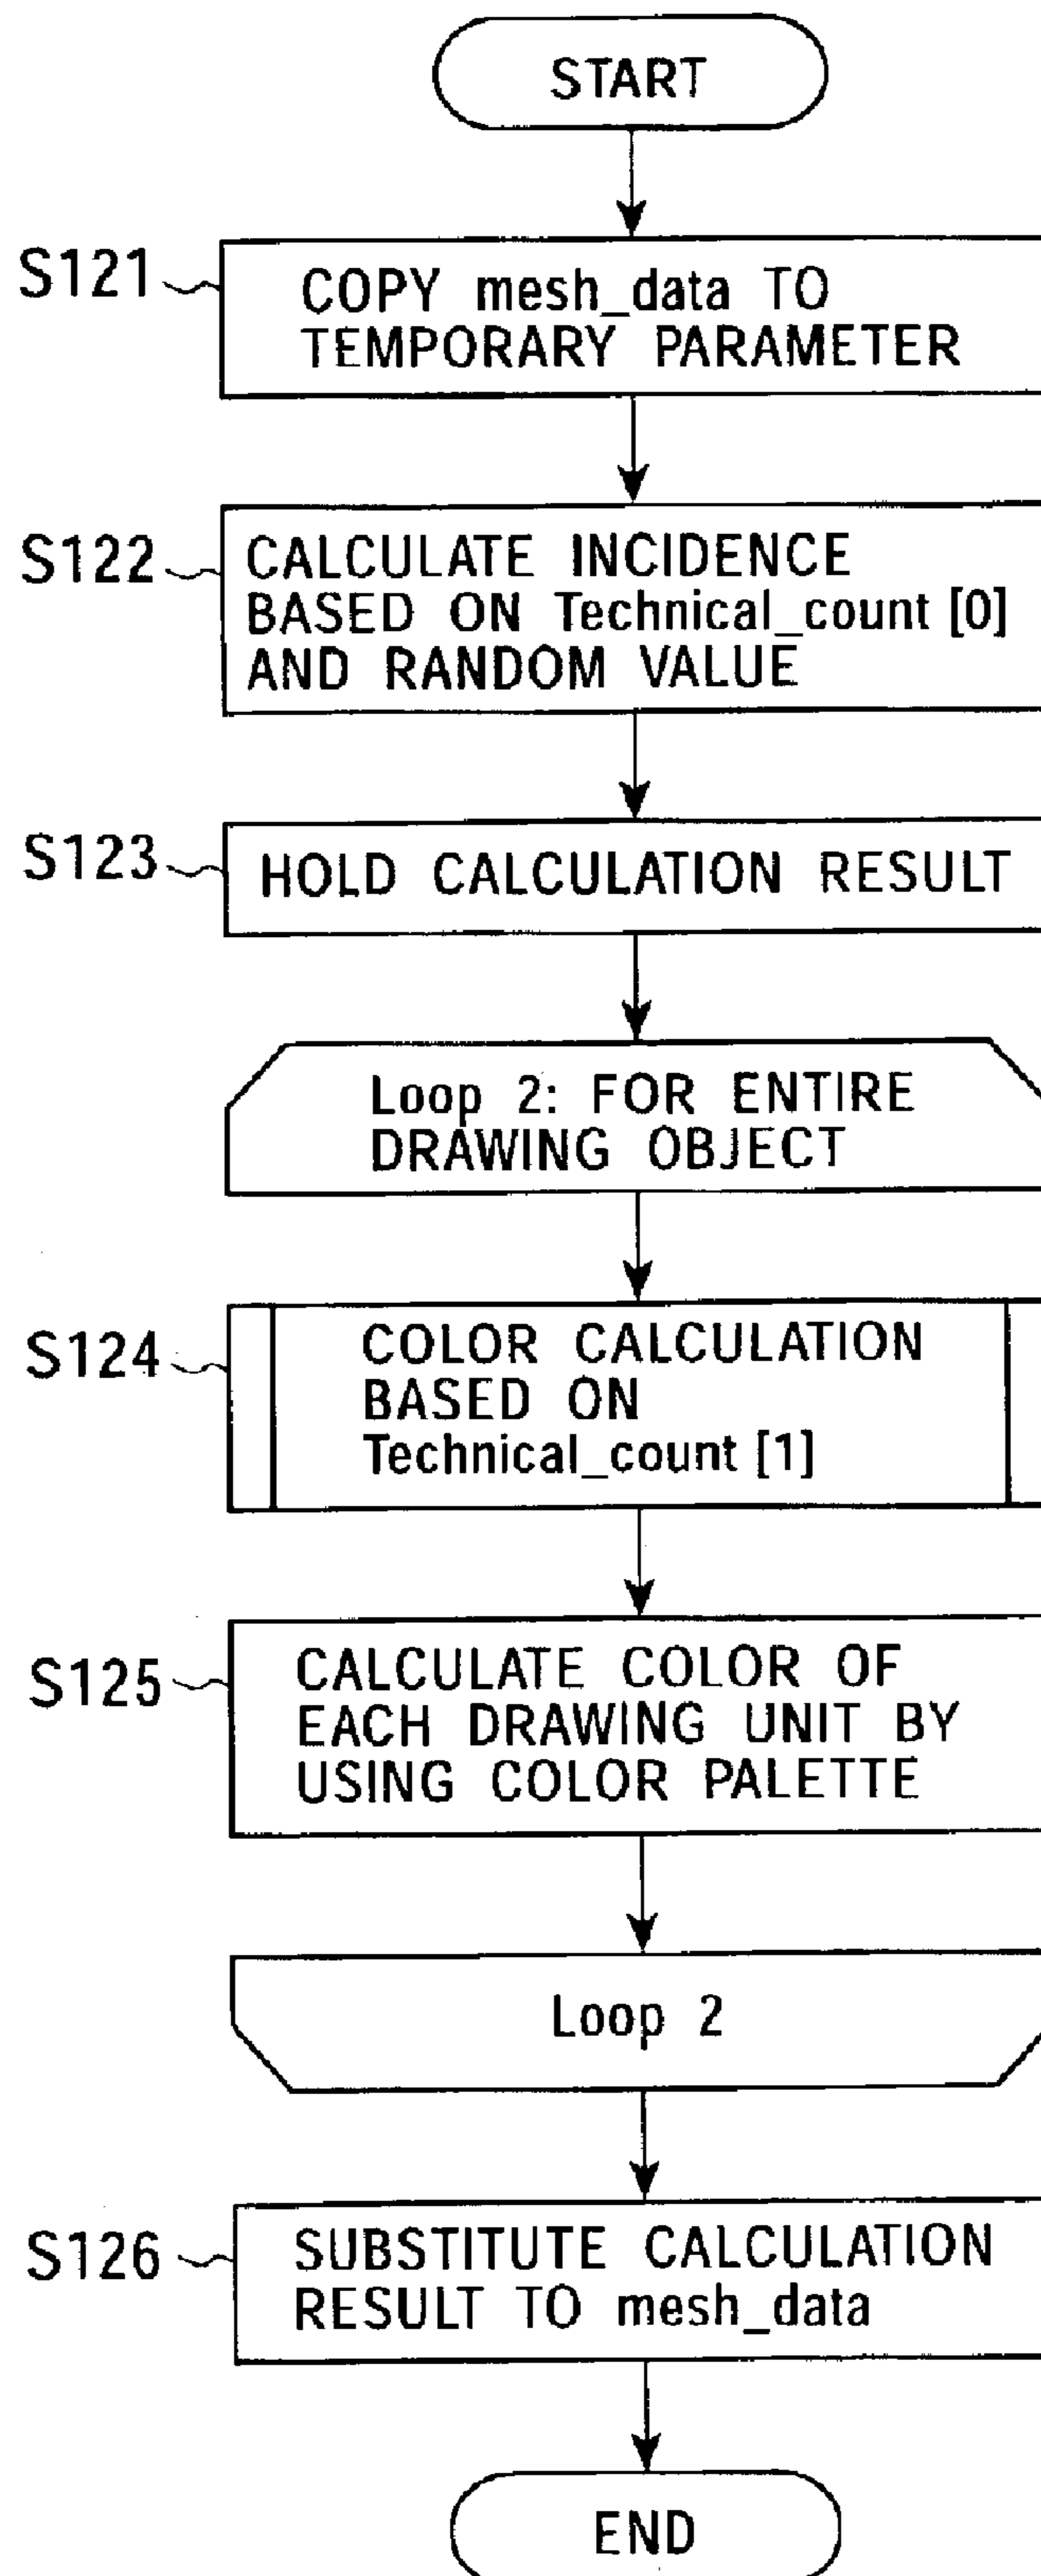 START
S121
COPY mesh_data TO
TEMPORARY PARAMETER
S122
CALCULATE INCIDENCE
BASED ON Technical_count [0]
AND RANDOM VALUE
S123
HOLD CALCULATION RESULT
Loop 2: FOR ENTIRE
DRAWING OBJECT
S124
COLOR CALCULATION
BASED ON
Technical_count [1]
S125
CALCULATE COLOR OF
EACH DRAWING UNIT BY
USING COLOR PALETTE
Loop 2
S126
SUBSTITUTE CALCULATION
RESULT TO mesh_data
END